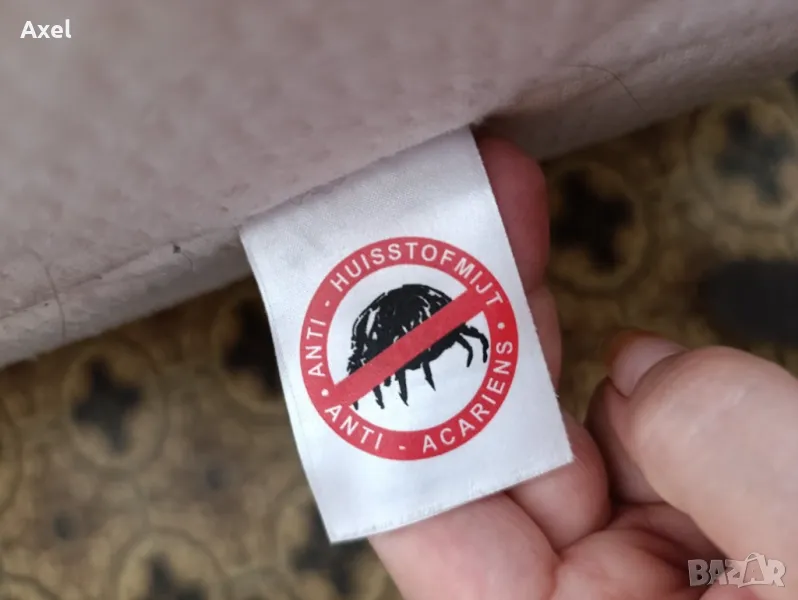 Axel
ANTI - HUISSTOFMIJT
ANTI - ACARIENS
BAZAR